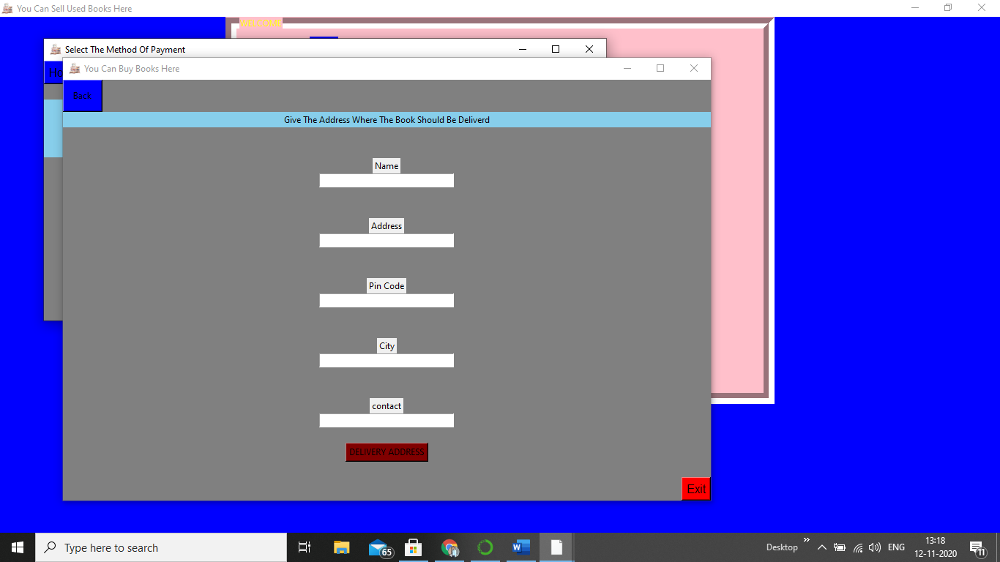 You Can Sell Used Books Here
WELCOME
Select The Method Of Payment
You Can Buy Books Here
Back
Give The Address Where The Book Should Be Deliverd
Name
Address
Pin Code
City
contact
DELIVERY ADDRESS
Exit
Type here to search
65
Desktop
ENG
13:18
12-11-2020
11